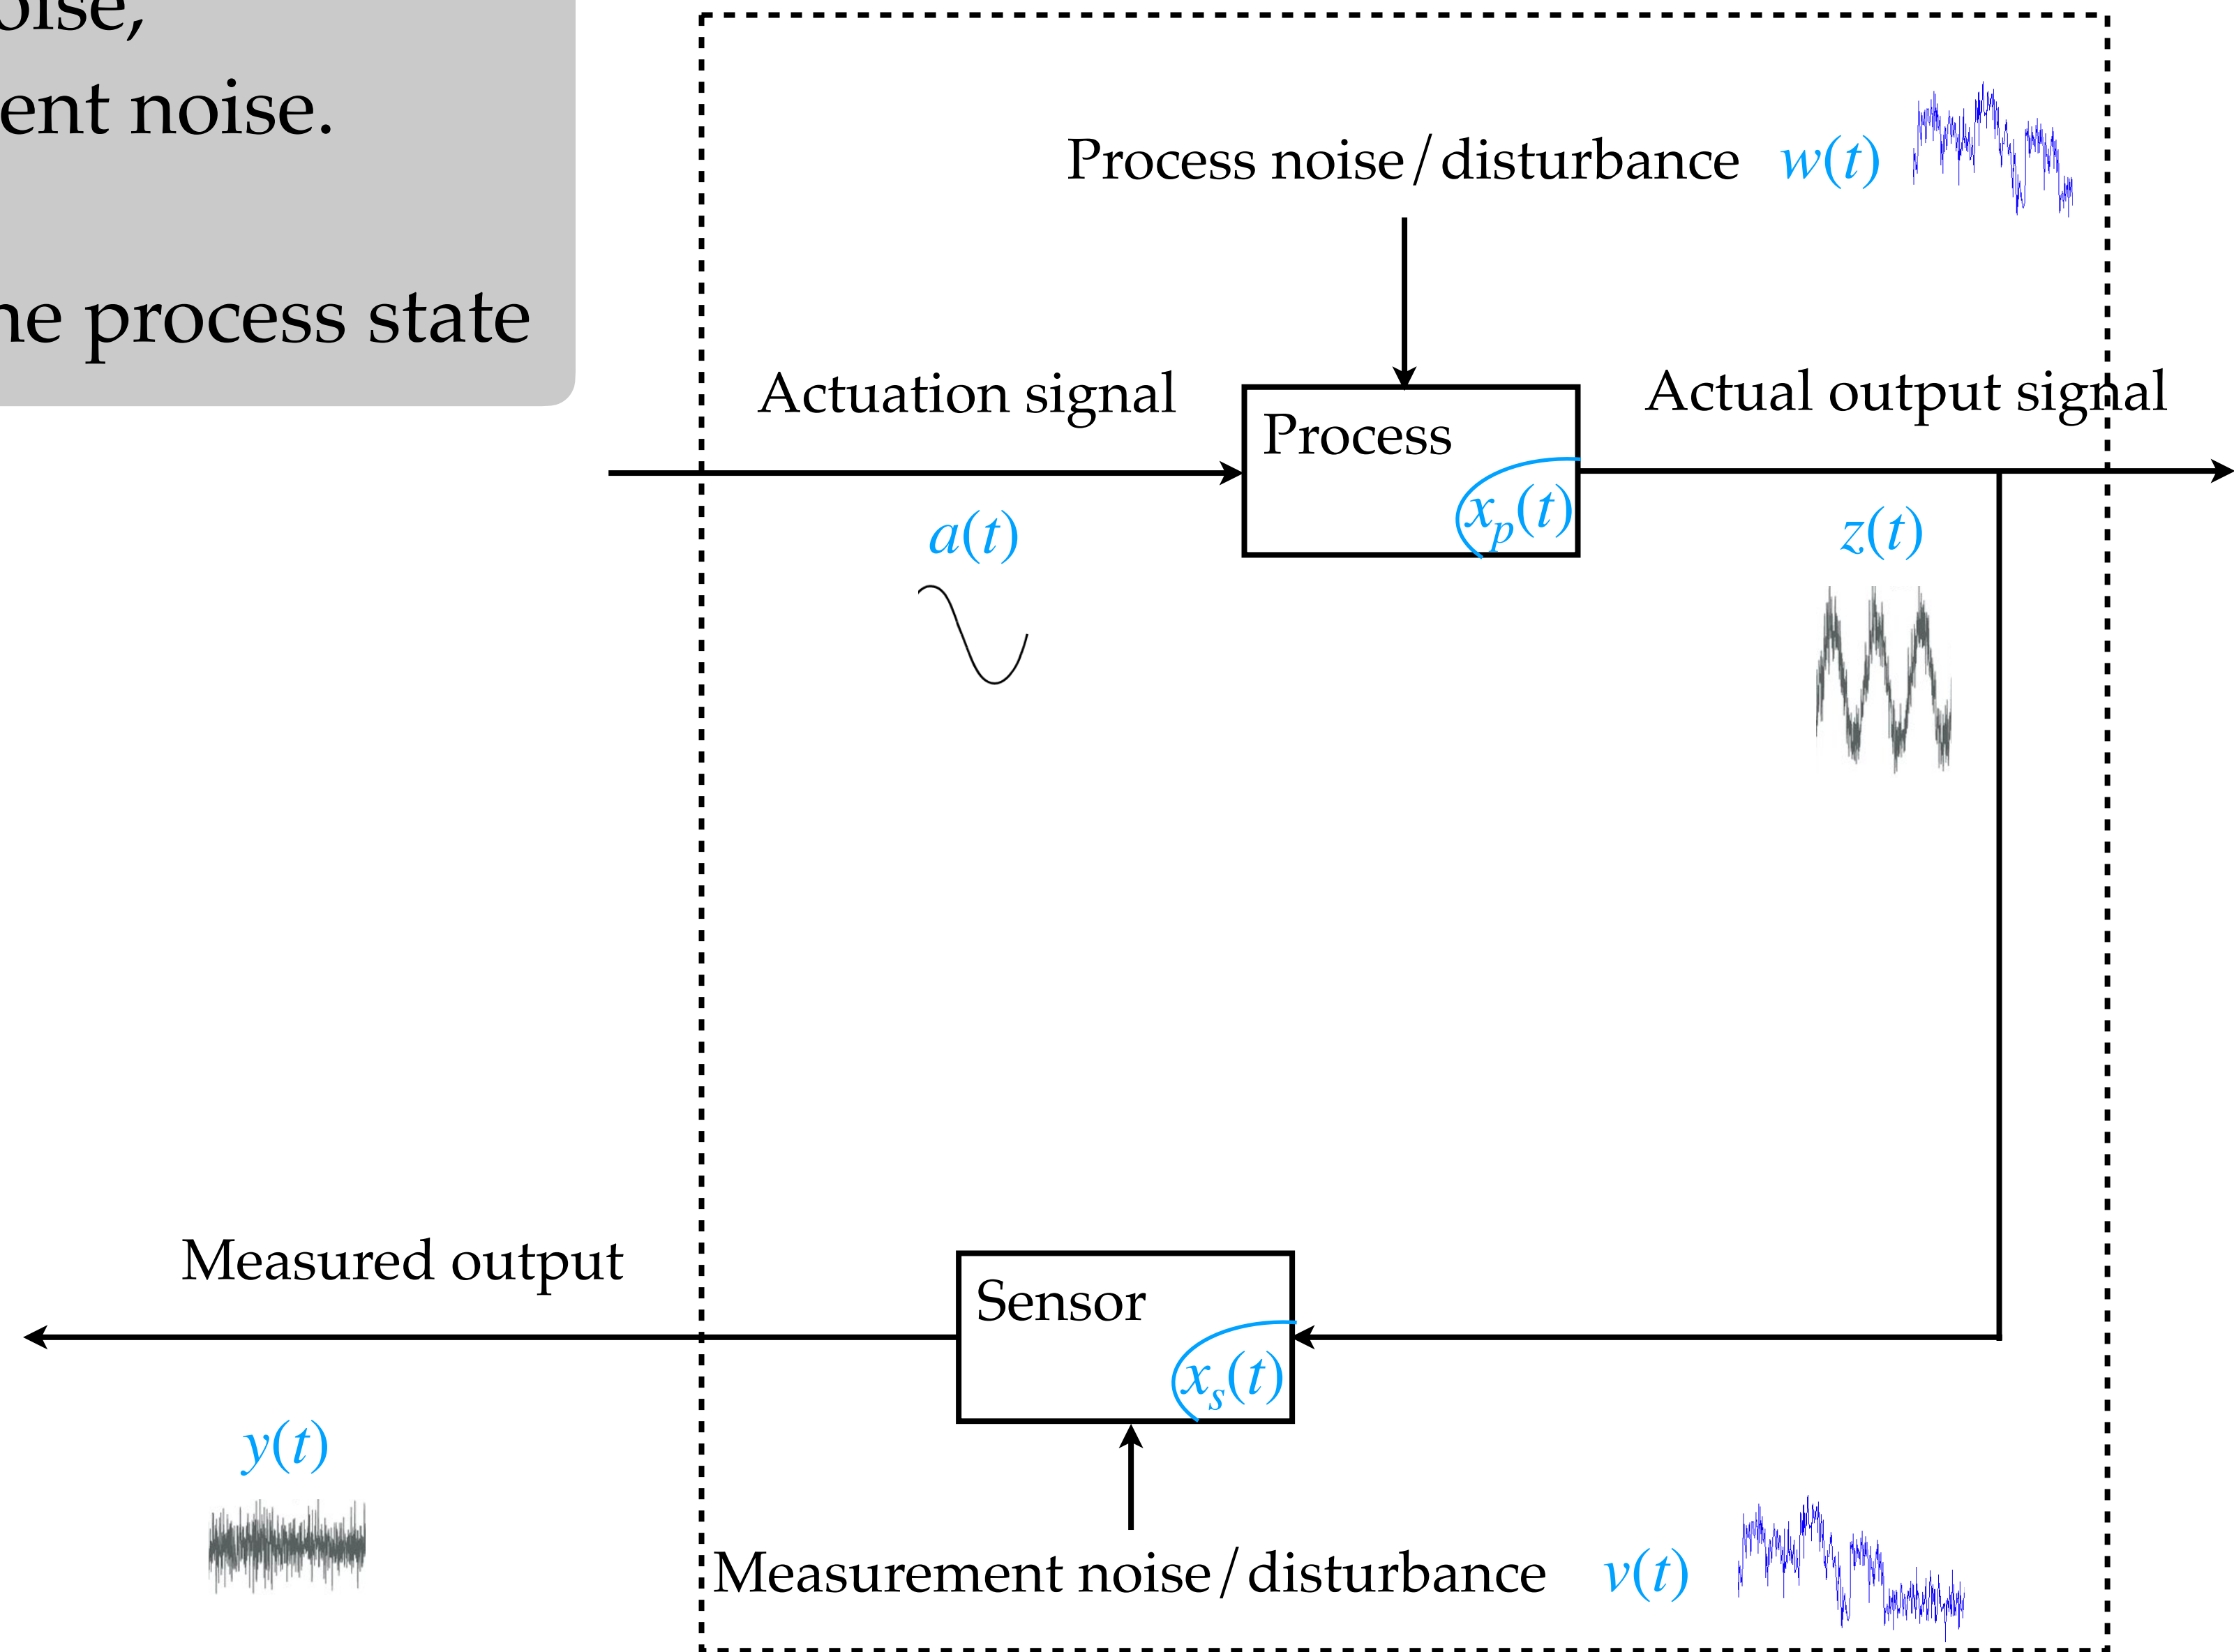 noise.
process state
Process noise/disturbance w(t)
Actuation signal
Process
Actual output signal
x_p(t)
a(t)
z(t)
Measured output
Sensor
x_s(t)
y(t)
Measurement noise/disturbance v(t)